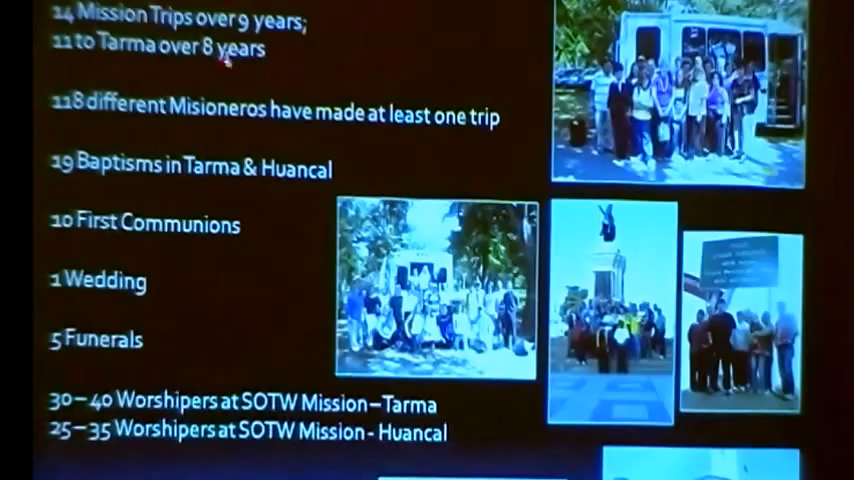 14 Mission Trips over 9 years;
11 to Tarma over 8 years
118 different Misioneros have made at least one trip
19 Baptisms in Tarma & Huancal
10 First Communions
1 Wedding
5 Funerals
30 – 40 Worshipers at SOTW Mission – Tarma
25 – 35 Worshipers at SOTW Mission - Huancal